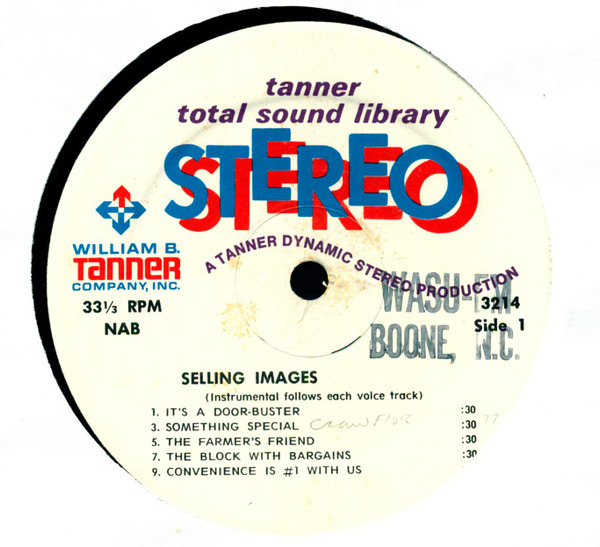 tanner
total sound library
STEREO
A TANNER DYNAMIC STEREO PRODUCTION
WILLIAM B.
TANNER
COMPANY, INC.
33⅓ RPM
NAB
WASU-FM
BOONE, N.C.
3214
Side 1
SELLING IMAGES
(Instrumental follows each voice track)
1. IT'S A DOOR-BUSTER :30
3. SOMETHING SPECIAL :30
5. THE FARMER'S FRIEND :30
7. THE BLOCK WITH BARGAINS :30
9. CONVENIENCE IS #1 WITH US